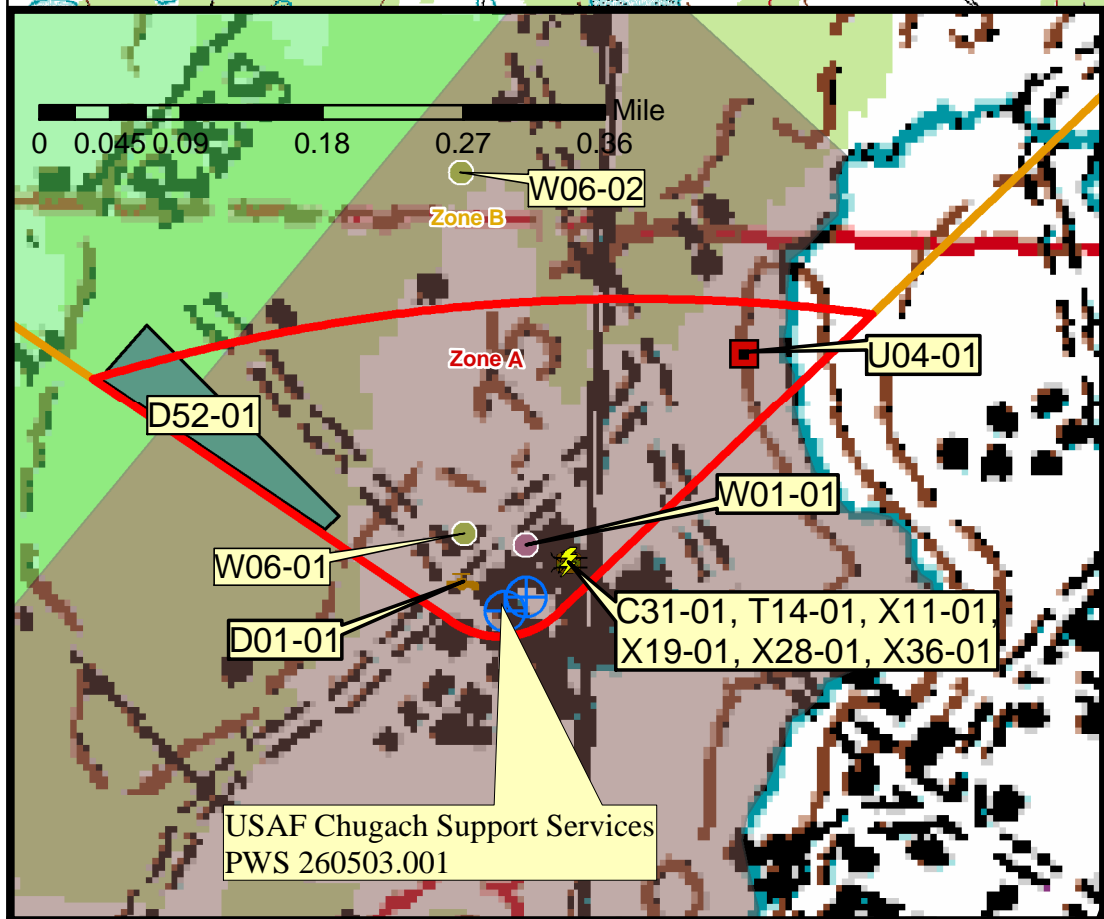 Mile
0 0.045 0.09 0.18 0.27 0.36
W06-02
Zone B
Zone A
U04-01
D52-01
W01-01
W06-01
D01-01
C31-01, T14-01, X11-01,
X19-01, X28-01, X36-01
USAF Chugach Support Services
PWS 260503.001